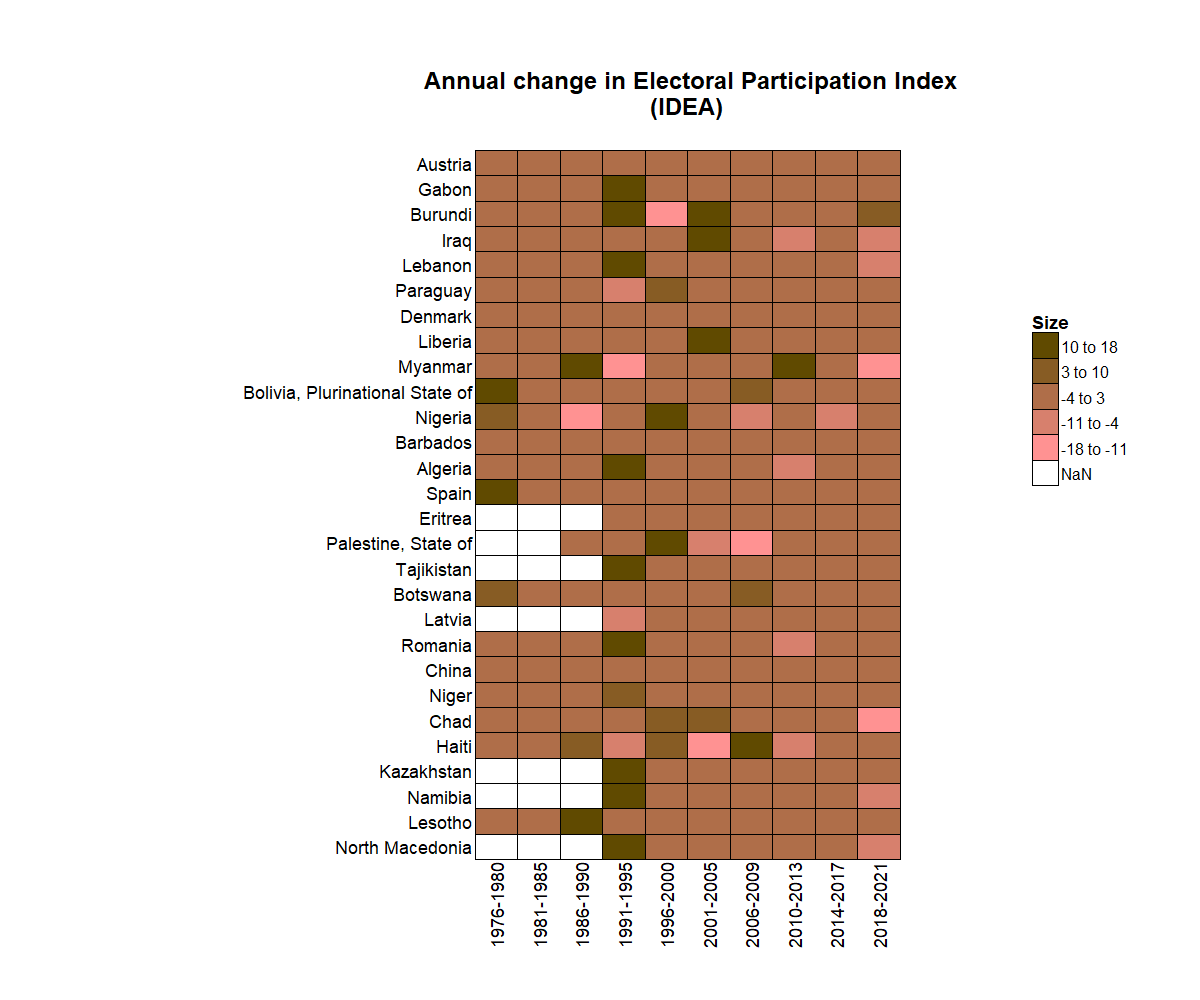 Annual change in Electoral Participation Index
(IDEA)
Austria
Gabon
Burundi
Iraq
Lebanon
Paraguay
Denmark
Liberia
Myanmar
Bolivia, Plurinational State of
Nigeria
Barbados
Algeria
Spain
Eritrea
Palestine, State of
Tajikistan
Botswana
Latvia
Romania
China
Niger
Chad
Haiti
Kazakhstan
Namibia
Lesotho
North Macedonia
1976-1980
1981-1985
1986-1990
1991-1995
1996-2000
2001-2005
2006-2009
2010-2013
2014-2017
2018-2021
Size
10 to 18
3 to 10
-4 to 3
-11 to -4
-18 to -11
NaN